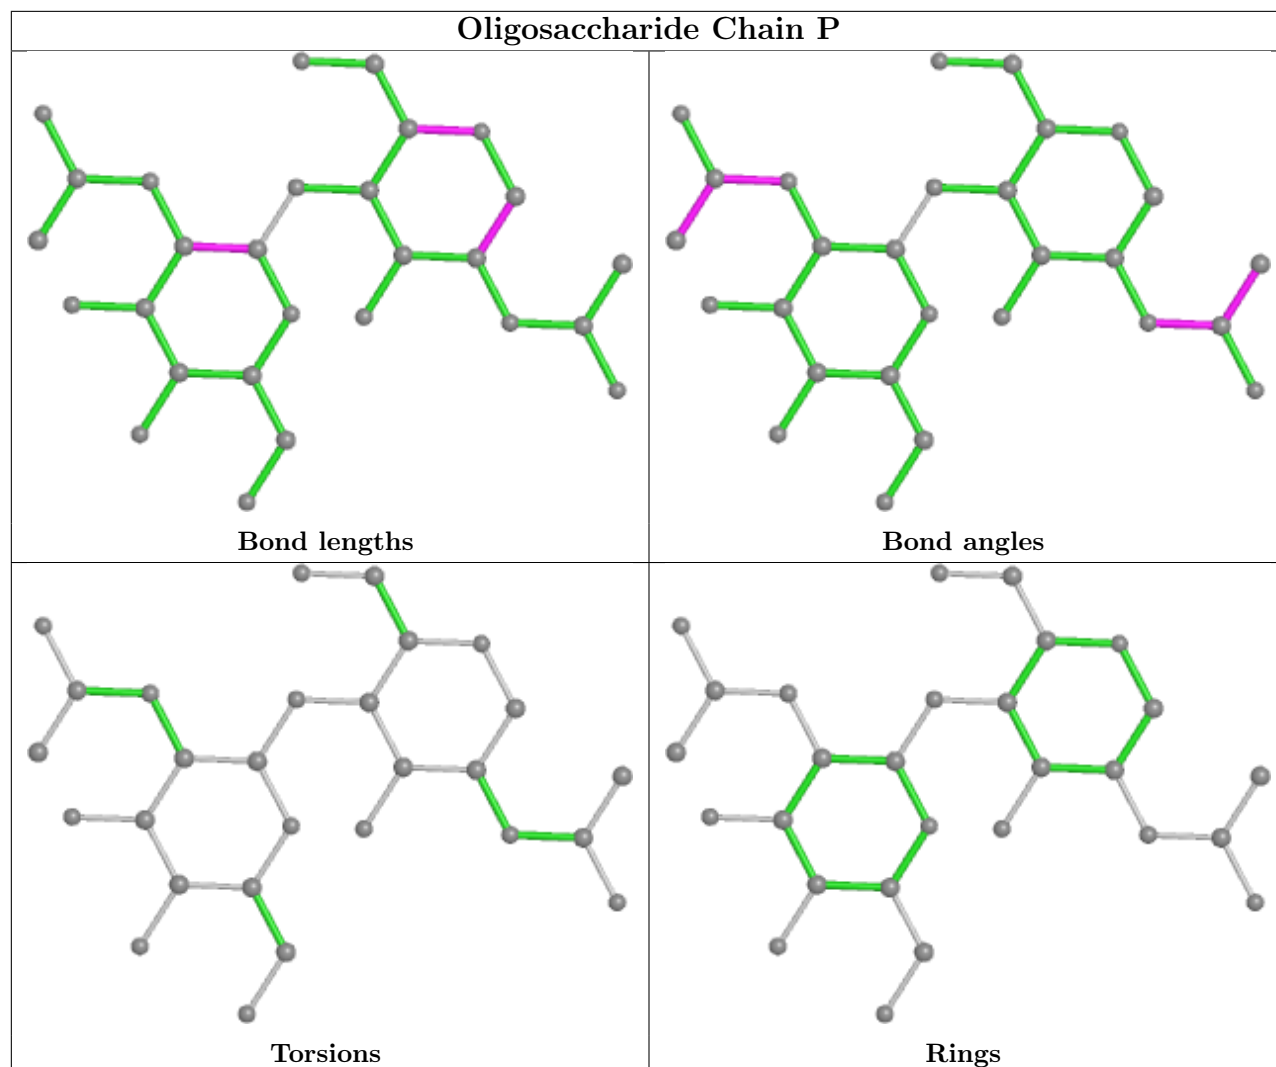 Oligosaccharide Chain P
Bond lengths
Bond angles
Torsions
Rings